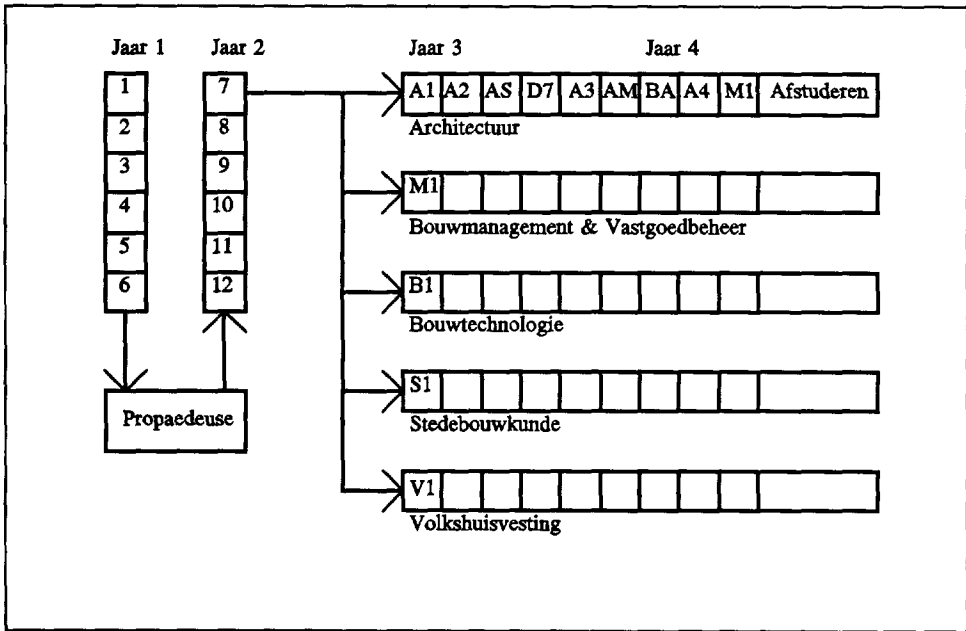 Jaar 1 Jaar 2 Jaar 3 Jaar 4
1 7 A1 A2 AS D7 A3 AM BA A4 M1 Afstuderen
Architectuur
2 8
3 9
4 10
5 11
6 12
M1
Bouwmanagement & Vastgoedbeheer
B1
Bouwtechnologie
Propaedeuse
S1
Stedebouwkunde
V1
Volkshuisvesting